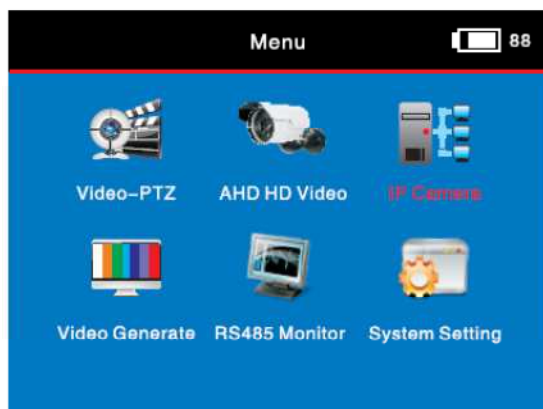 Menu 88
Video-PTZ AHD HD Video IP Camera
Video Generate RS485 Monitor System Setting